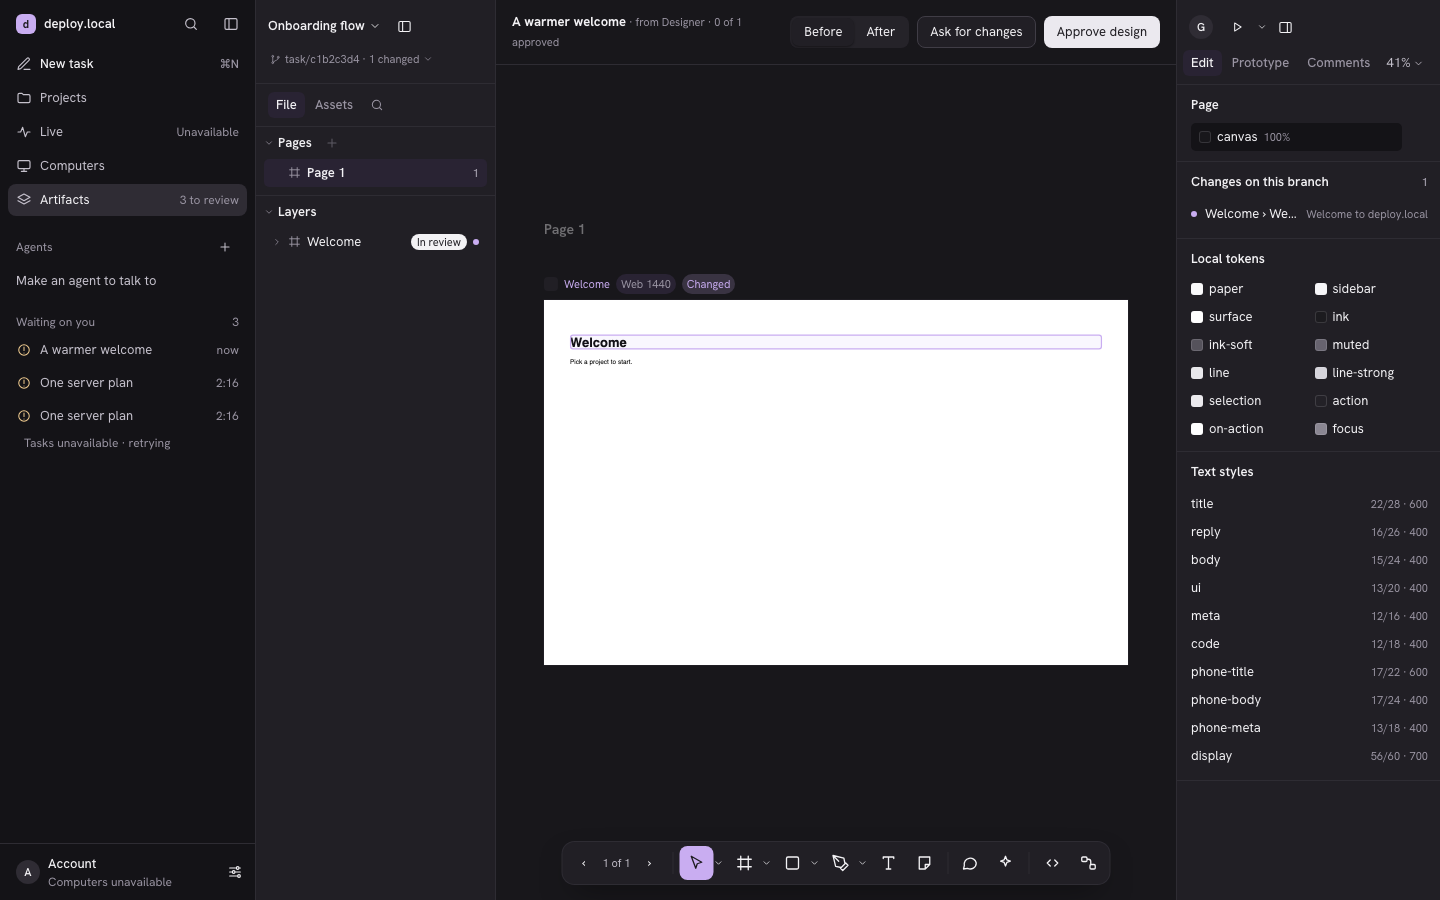 d deploy.local
New task ⌘N
Projects
Live Unavailable
Computers
Artifacts 3 to review
Agents
Make an agent to talk to
Waiting on you 3
A warmer welcome now
One server plan 2:16
One server plan 2:16
Tasks unavailable · retrying
A Account
Computers unavailable
Onboarding flow
task/c1b2c3d4 · 1 changed
File Assets
Pages
Page 1 1
Layers
Welcome In review
A warmer welcome · from Designer · 0 of 1
approved
Before After Ask for changes Approve design
Page 1
Welcome Web 1440 Changed
Welcome
Pick a project to start.
1 of 1
G
Edit Prototype Comments 41%
Page
canvas 100%
Changes on this branch 1
Welcome › We... Welcome to deploy.local
Local tokens
paper sidebar
surface ink
ink-soft muted
line line-strong
selection action
on-action focus
Text styles
title 22/28 · 600
reply 16/26 · 400
body 15/24 · 400
ui 13/20 · 400
meta 12/16 · 400
code 12/18 · 400
phone-title 17/22 · 600
phone-body 17/24 · 400
phone-meta 13/18 · 400
display 56/60 · 700